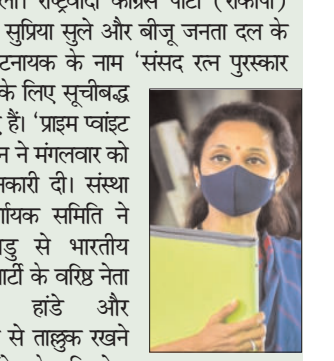 राष्ट्रवादी कांग्रेस पार्टी (राकांपा)
सुप्रिया सुले और बीजू जनता दल के
टनायक के नाम ‘संसद रत्न पुरस्कार
के लिए सूचीबद्ध
हैं। ‘प्राइम प्वांइट
न ने मंगलवार को
नकारी दी। संस्था
र्णायक समिति ने
डु से भारतीय
ार्टी के वरिष्ठ नेता
हांडे और
से ताल्लुक रखने